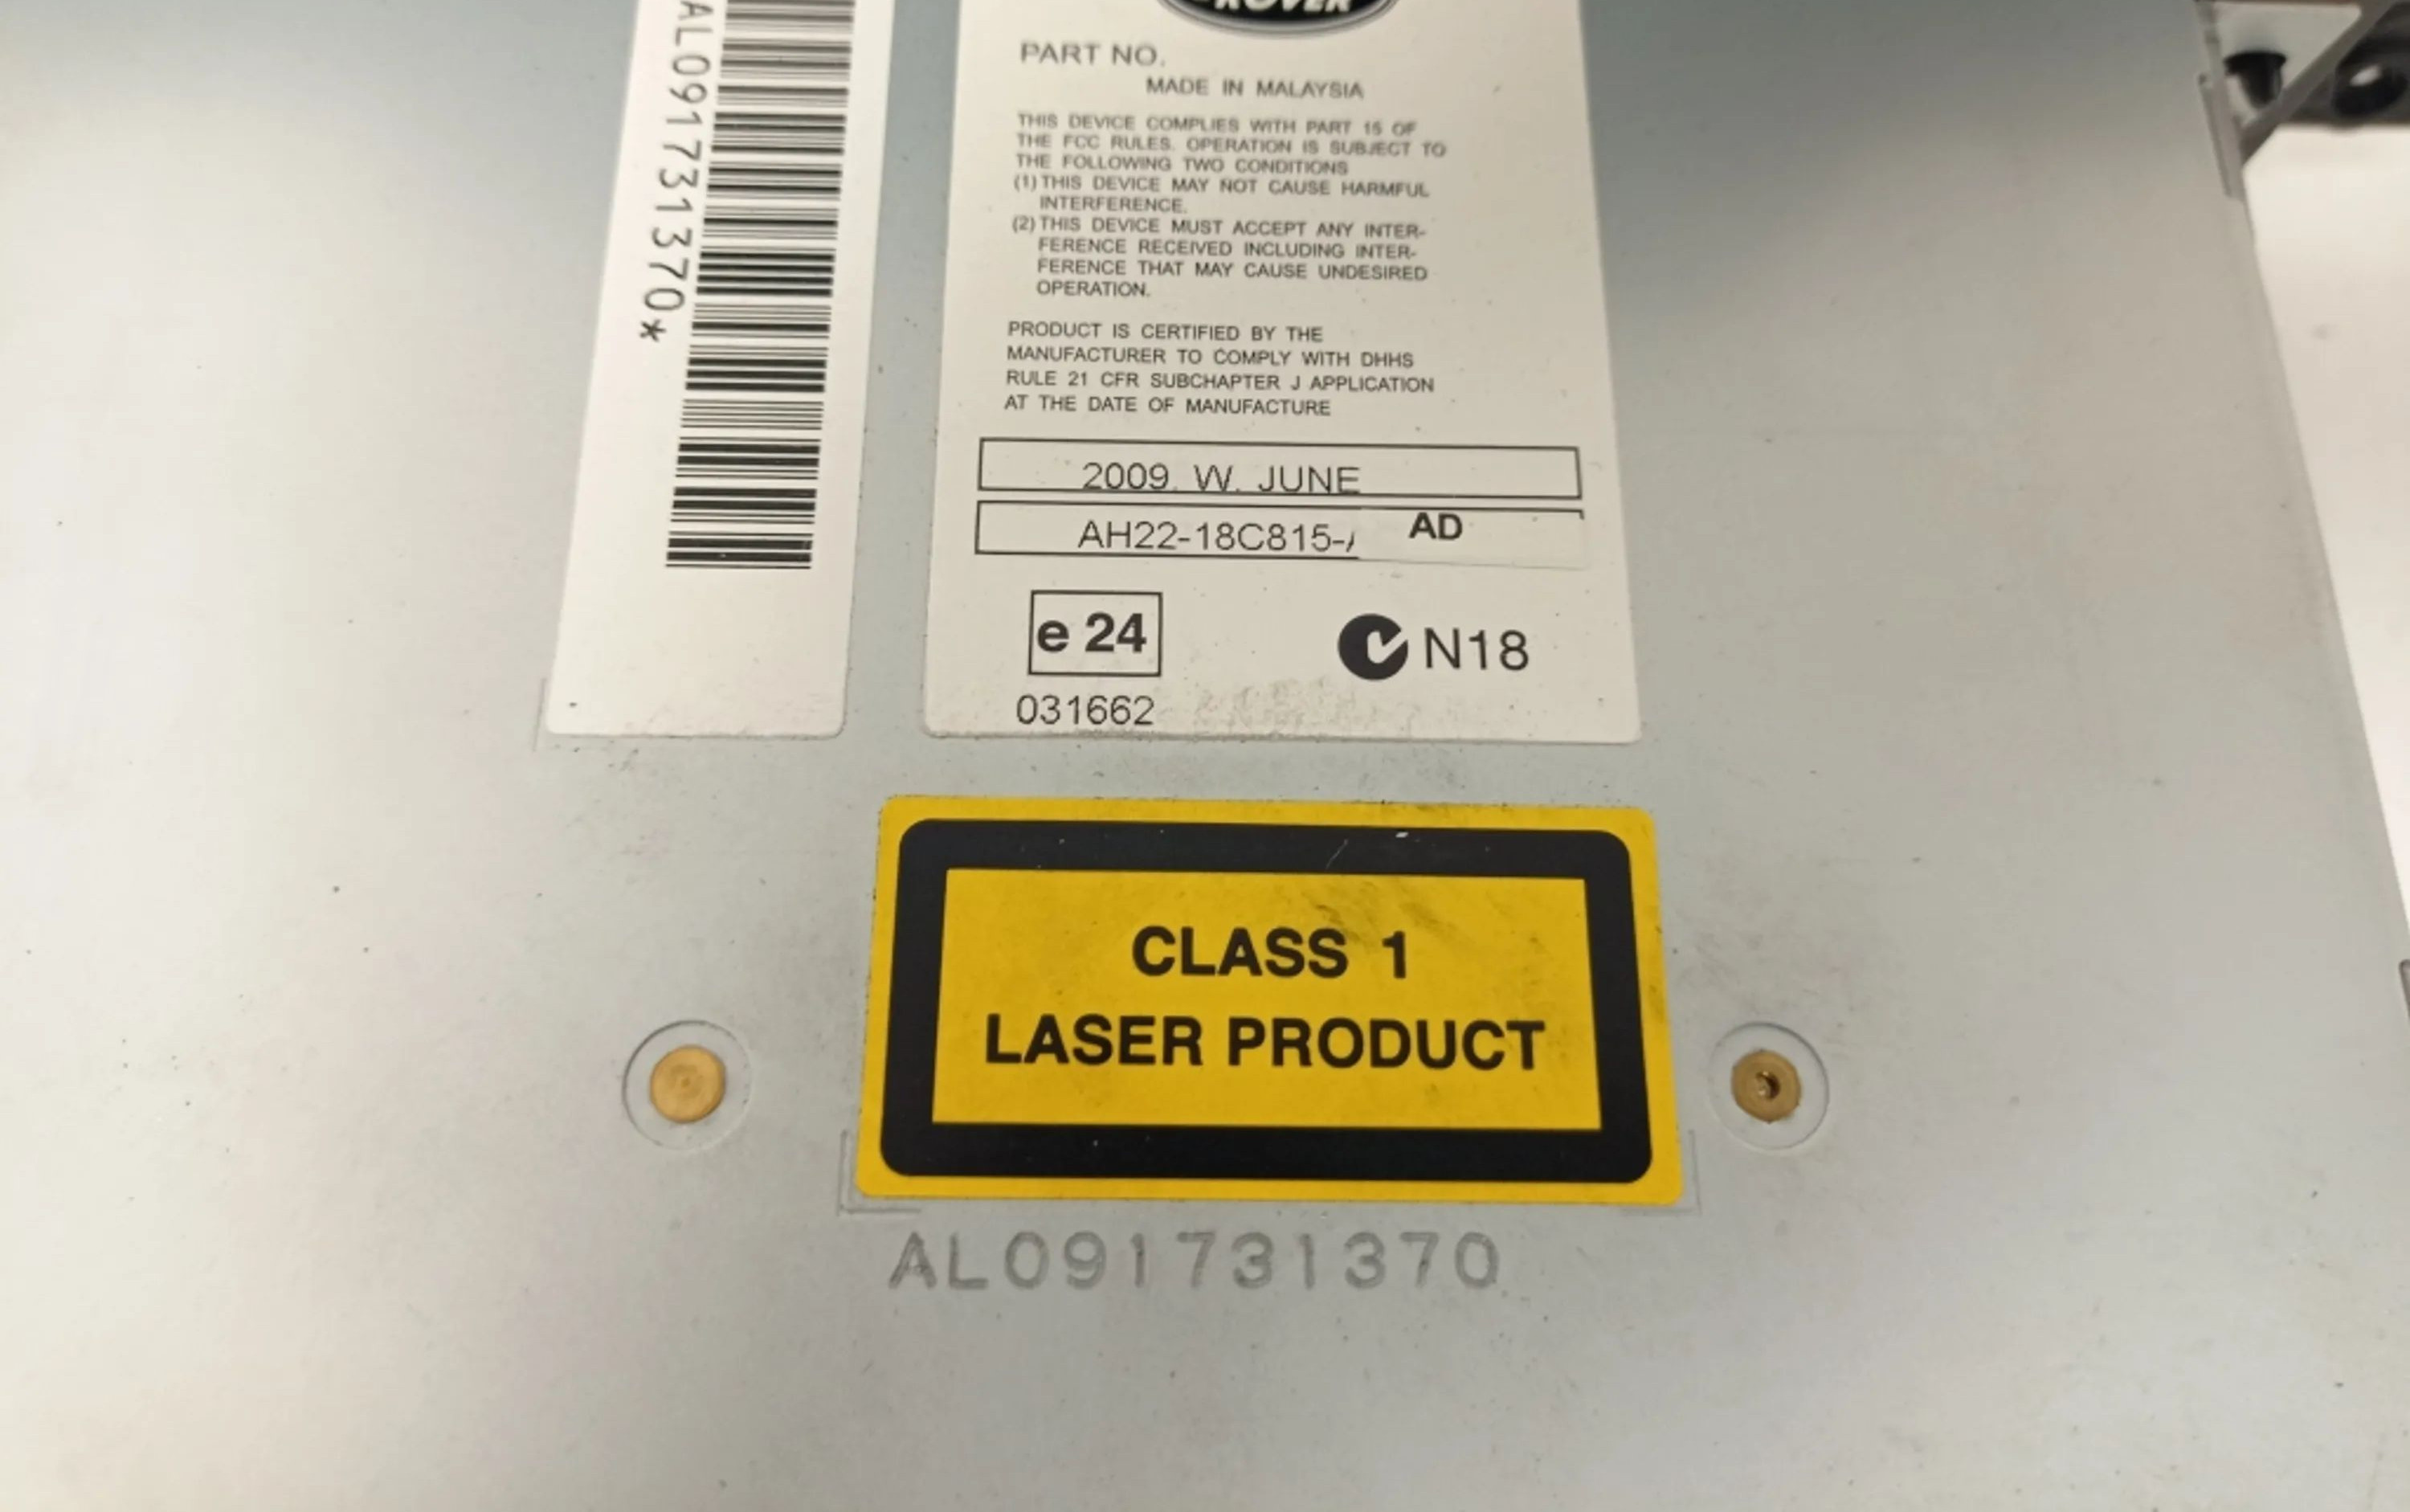 AL091731370*
ROVER
PART NO.
MADE IN MALAYSIA
THIS DEVICE COMPLIES WITH PART 15 OF
THE FCC RULES. OPERATION IS SUBJECT TO
THE FOLLOWING TWO CONDITIONS
(1) THIS DEVICE MAY NOT CAUSE HARMFUL
INTERFERENCE.
(2) THIS DEVICE MUST ACCEPT ANY INTER-
FERENCE RECEIVED INCLUDING INTER-
FERENCE THAT MAY CAUSE UNDESIRED
OPERATION.
PRODUCT IS CERTIFIED BY THE
MANUFACTURER TO COMPLY WITH DHHS
RULE 21 CFR SUBCHAPTER J APPLICATION
AT THE DATE OF MANUFACTURE
2009. W. JUNE
AH22-18C815-/ AD
e 24
N18
031662
CLASS 1
LASER PRODUCT
AL091731370